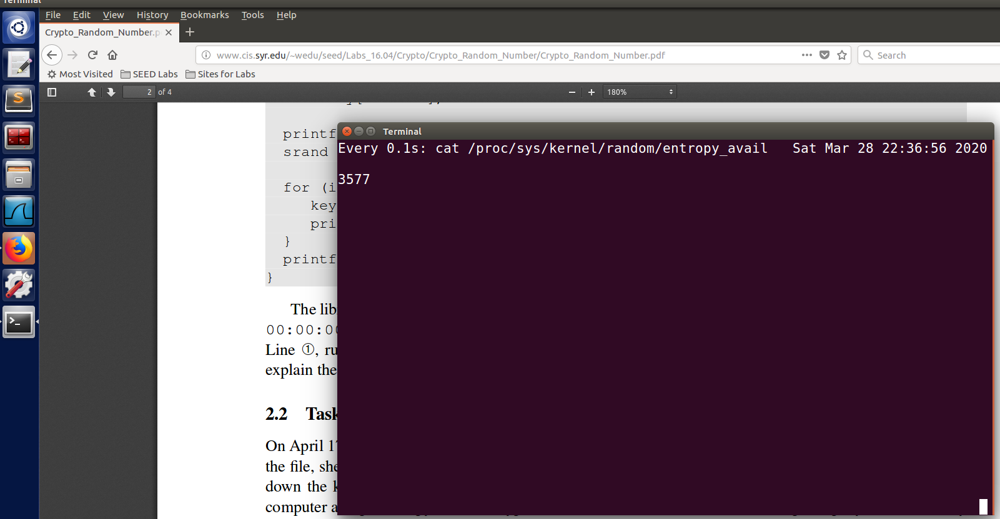 Terminal
File Edit View History Bookmarks Tools Help
Crypto_Random_Number.p
www.cis.syr.edu/~wedu/seed/Labs_16.04/Crypto/Crypto_Random_Number/Crypto_Random_Number.pdf
Search
Most Visited SEED Labs Sites for Labs
2 of 4
180%
printf
srand
for (i
key
pri
}
printf
}
The lib
00:00:00
Line ①, ru
explain the
2.2 Task
On April 17
the file, she
down the k
computer a
Terminal
Every 0.1s: cat /proc/sys/kernel/random/entropy_avail Sat Mar 28 22:36:56 2020
3577